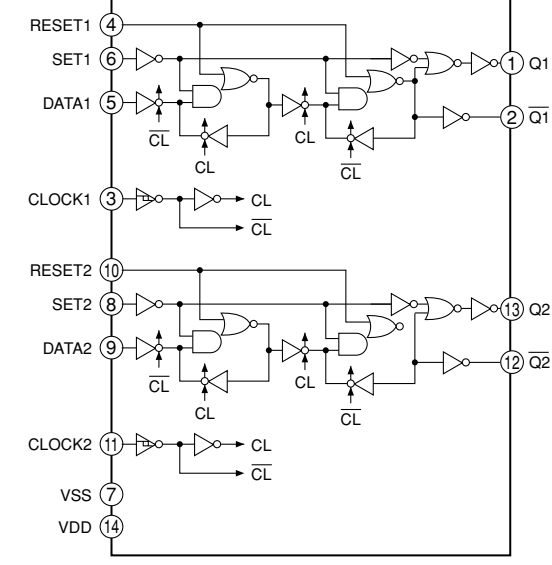 RESET1 4
SET1 6 1 Q1
DATA1 5
CL CL 2 Q1
CL CL
CLOCK1 3 CL
CL
RESET2 10
SET2 8 13 Q2
DATA2 9
CL CL 12 Q2
CL CL
CLOCK2 11 CL
CL
VSS 7
VDD 14